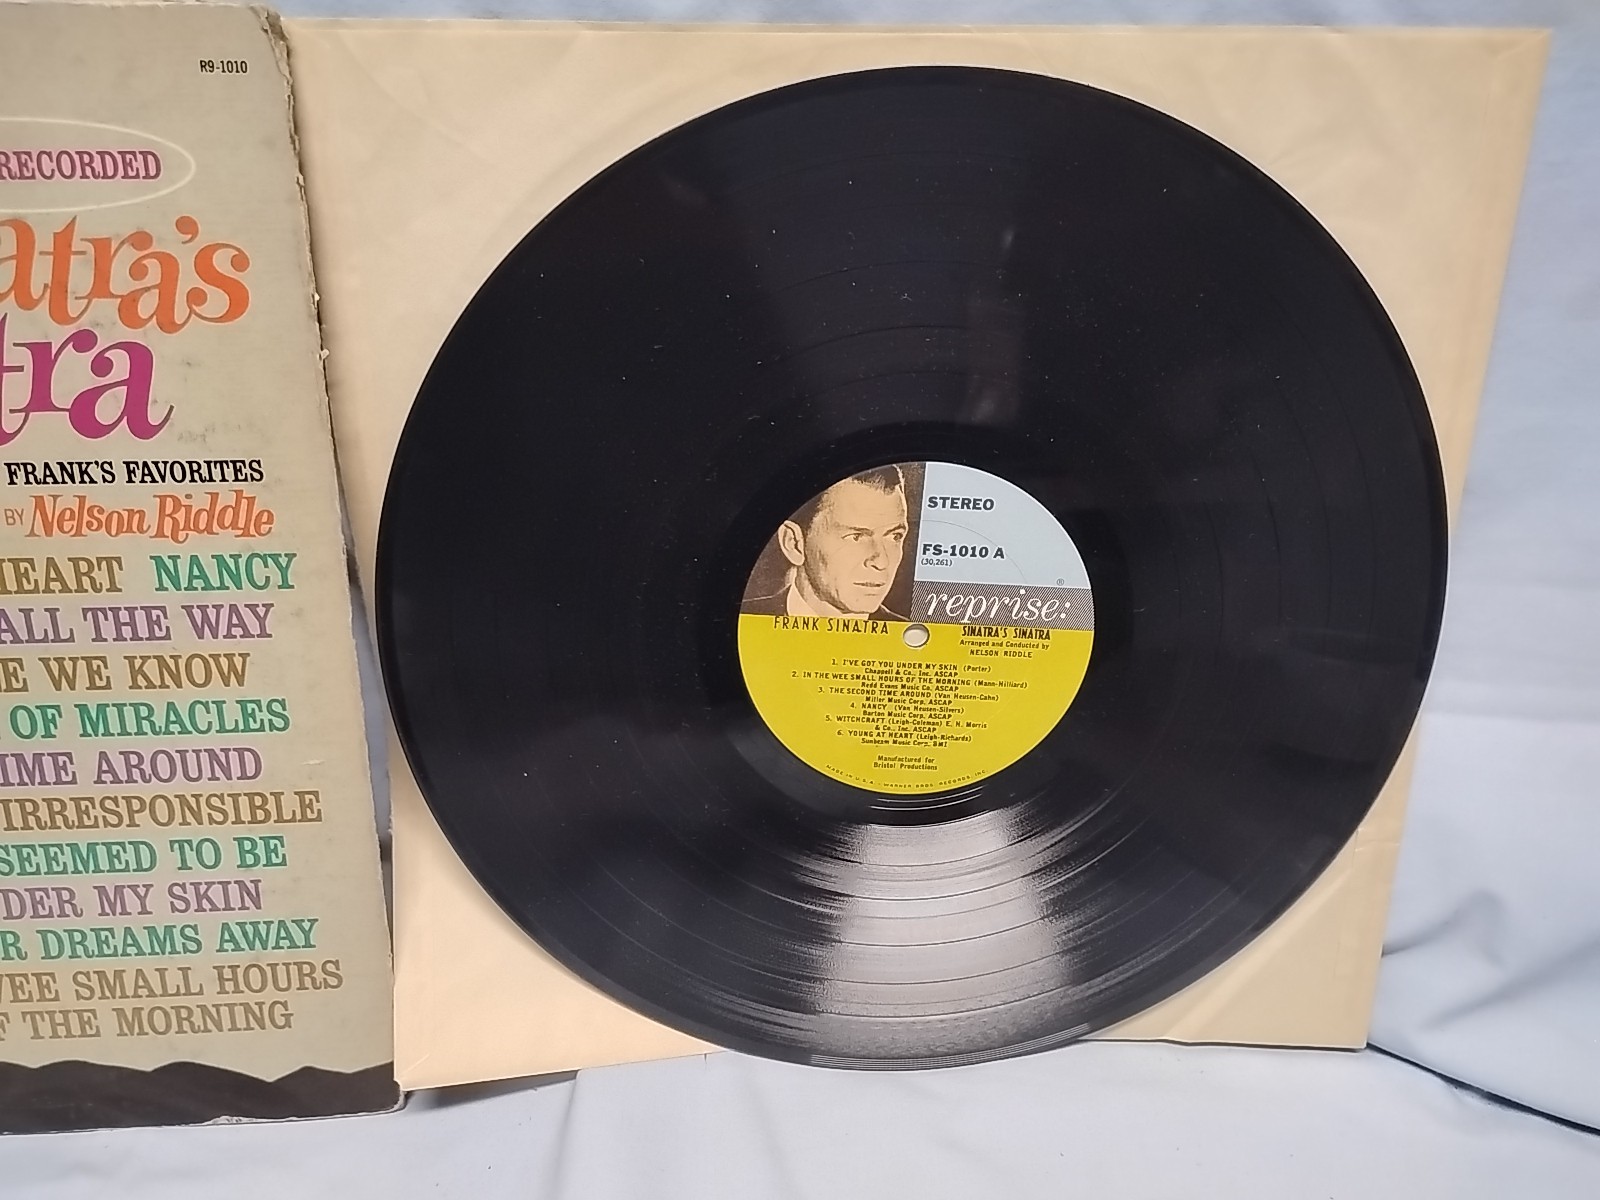 R9-1010
RECORDED
atra's
tra
FRANK'S FAVORITES
BY Nelson Riddle
HEART NANCY
ALL THE WAY
E WE KNOW
OF MIRACLES
IME AROUND
IRRESPONSIBLE
SEEMED TO BE
DER MY SKIN
R DREAMS AWAY
WEE SMALL HOURS
F THE MORNING
STEREO
FS-1010 A
(30,261)
®
reprise:
FRANK SINATRA
SINATRA'S SINATRA
Arranged and Conducted by
NELSON RIDDLE
1. I'VE GOT YOU UNDER MY SKIN (Porter)
Chappell & Co., Inc. ASCAP
2. IN THE WEE SMALL HOURS OF THE MORNING (Mann-Hilliard)
Redd Evans Music Co. ASCAP
3. THE SECOND TIME AROUND (Van Heusen-Cahn)
Miller Music Corp. ASCAP
4. NANCY (Van Heusen-Silvers)
Barton Music Corp. ASCAP
5. WITCHCRAFT (Leigh-Coleman) E. H. Morris
& Co., Inc. ASCAP
6. YOUNG AT HEART (Leigh-Richards)
Sunbeam Music Corp. BMI
Manufactured for
Bristol Productions
MADE IN U.S.A. • WARNER BROS. RECORDS, INC.